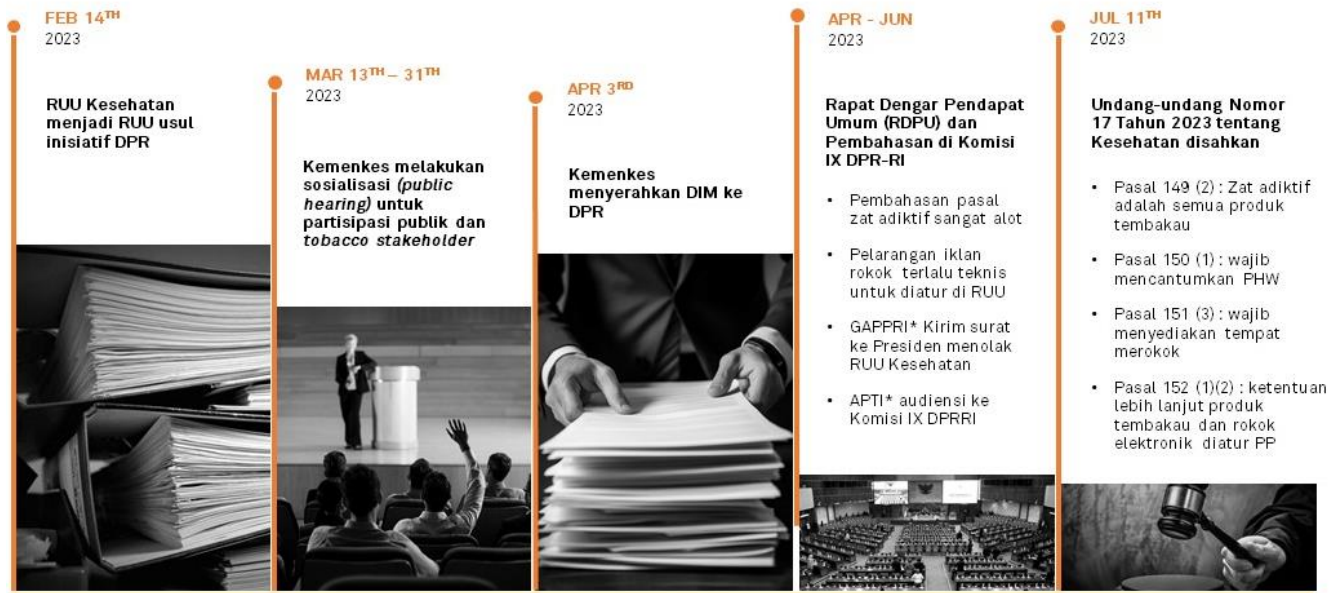 FEB 14TH
2023
RUU Kesehatan
menjadi RUU usul
inisiatif DPR
MAR 13TH – 31TH
2023
Kemenkes melakukan
sosialisasi (public
hearing) untuk
partisipasi publik dan
tobacco stakeholder
APR 3RD
2023
Kemenkes
menyerahkan DIM ke
DPR
APR - JUN
2023
Rapat Dengar Pendapat
Umum (RDPU) dan
Pembahasan di Komisi
IX DPR-RI
• Pembahasan pasal
zat adiktif sangat alot
• Pelarangan iklan
rokok terlalu teknis
untuk diatur di RUU
• GAPPRI* Kirim surat
ke Presiden menolak
RUU Kesehatan
• APTI* audiensi ke
Komisi IX DPRRI
JUL 11TH
2023
Undang-undang Nomor
17 Tahun 2023 tentang
Kesehatan disahkan
• Pasal 149 (2) : Zat adiktif
adalah semua produk
tembakau
• Pasal 150 (1) : wajib
mencantumkan PHW
• Pasal 151 (3) : wajib
menyediakan tempat
merokok
• Pasal 152 (1)(2) : ketentuan
lebih lanjut produk
tembakau dan rokok
elektronik diatur PP